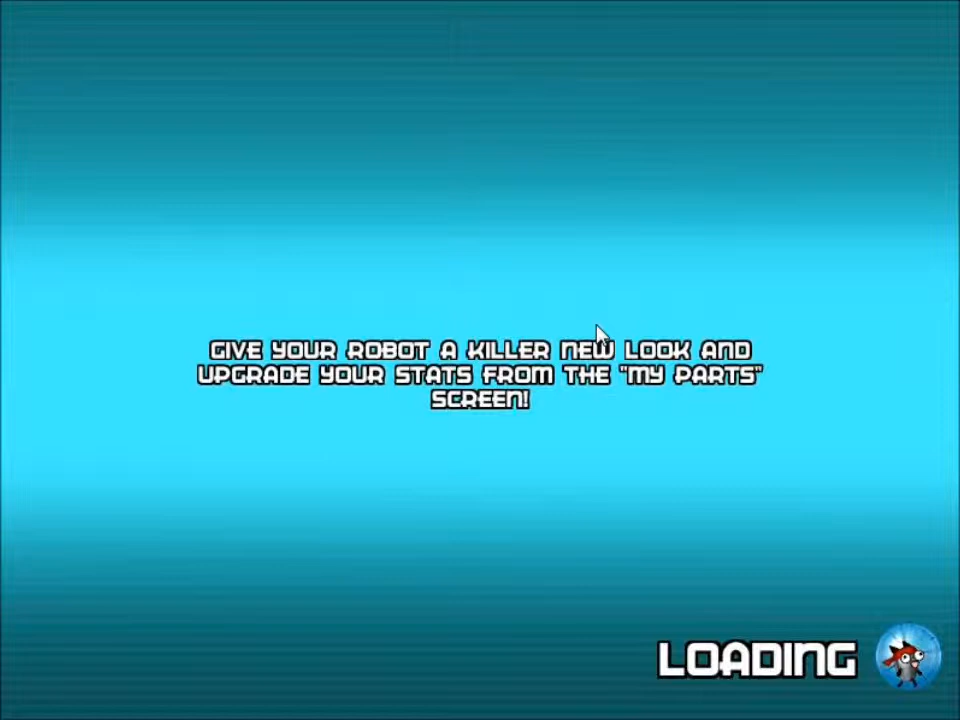 GIVE YOUR ROBOT A KILLER NEW LOOK AND
UPGRADE YOUR STATS FROM THE "MY PARTS"
SCREEN!
LOADING